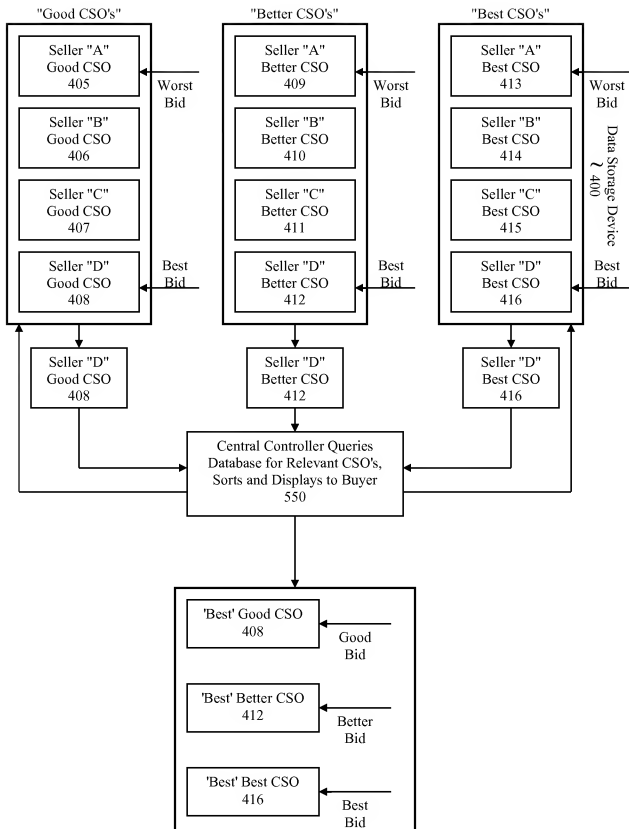 "Good CSO's"
Seller "A"
Good CSO
405
Worst
Bid
Seller "B"
Good CSO
406
Seller "C"
Good CSO
407
Seller "D"
Good CSO
408
Best
Bid
"Better CSO's"
Seller "A"
Better CSO
409
Worst
Bid
Seller "B"
Better CSO
410
Seller "C"
Better CSO
411
Seller "D"
Better CSO
412
Best
Bid
"Best CSO's"
Seller "A"
Best CSO
413
Worst
Bid
Seller "B"
Best CSO
414
Seller "C"
Best CSO
415
Seller "D"
Best CSO
416
Best
Bid
Data Storage Device
~ 400
Seller "D"
Good CSO
408
Seller "D"
Better CSO
412
Seller "D"
Best CSO
416
Central Controller Queries
Database for Relevant CSO's,
Sorts and Displays to Buyer
550
'Best' Good CSO
408
Good
Bid
'Best' Better CSO
412
Better
Bid
'Best' Best CSO
416
Best
Bid